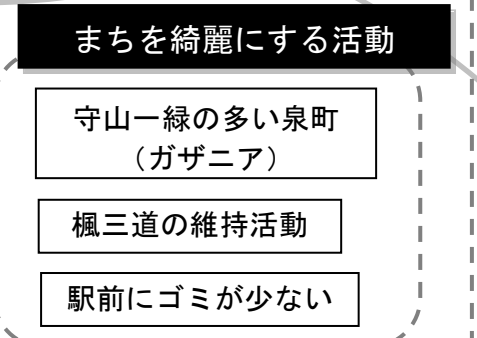 まちを綺麗にする活動
守山一緑の多い泉町
（ガザニア）
楓三道の維持活動
駅前にゴミが少ない